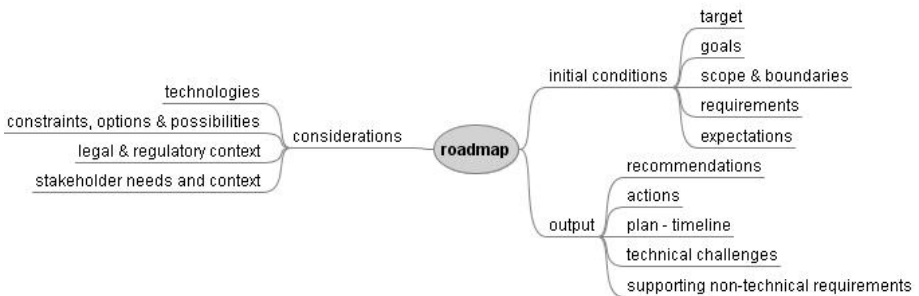 target
goals
initial conditions
scope & boundaries
requirements
expectations
technologies
constraints, options & possibilities
considerations
legal & regulatory context
stakeholder needs and context
roadmap
recommendations
actions
output
plan - timeline
technical challenges
supporting non-technical requirements